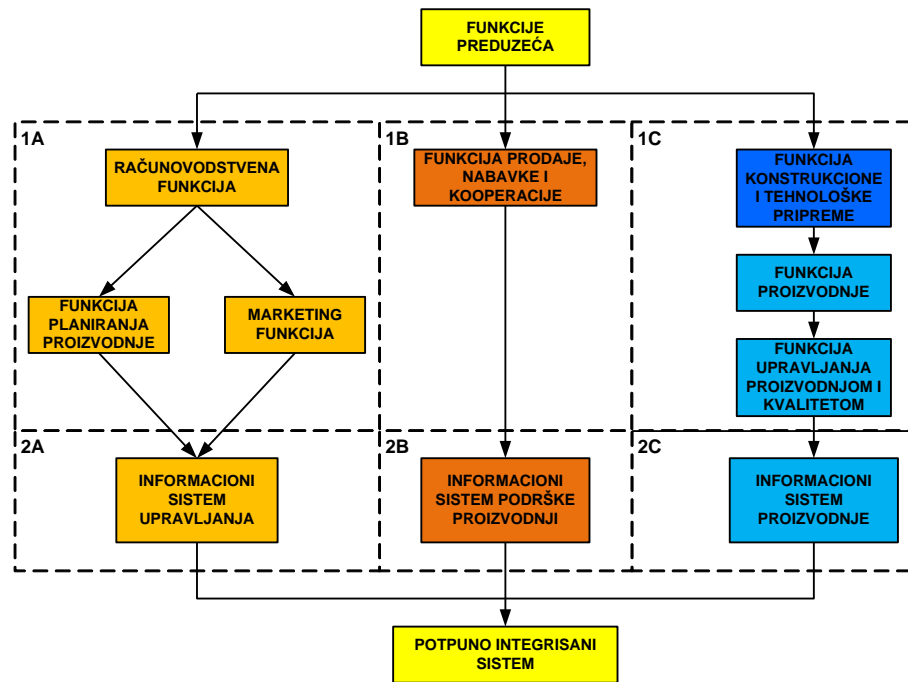 FUNKCIJE
PREDUZEĆA
1A
RAČUNOVODSTVENA
FUNKCIJA
FUNKCIJA
PLANIRANJA
PROIZVODNJE
MARKETING
FUNKCIJA
1B
FUNKCIJA PRODAJE,
NABAVKE I
KOOPERACIJE
1C
FUNKCIJA
KONSTRUKCIONE
I TEHNOLOŠKE
PRIPREME
FUNKCIJA
PROIZVODNJE
FUNKCIJA
UPRAVLJANJA
PROIZVODNJOM I
KVALITETOM
2A
INFORMACIONI
SISTEM
UPRAVLJANJA
2B
INFORMACIONI
SISTEM PODRŠKE
PROIZVODNJI
2C
INFORMACIONI
SISTEM
PROIZVODNJE
POTPUNO INTEGRISANI
SISTEM